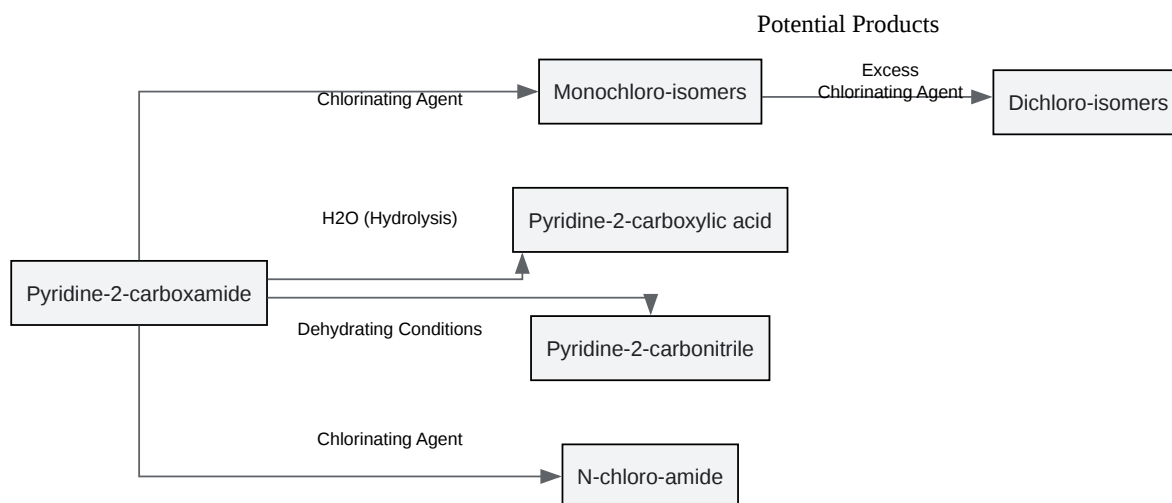 Potential Products
Excess
Chlorinating Agent
Monochloro-isomers
Chlorinating Agent
Dichloro-isomers
H2O (Hydrolysis)
Pyridine-2-carboxylic acid
Pyridine-2-carboxamide
Dehydrating Conditions
Pyridine-2-carbonitrile
Chlorinating Agent
N-chloro-amide